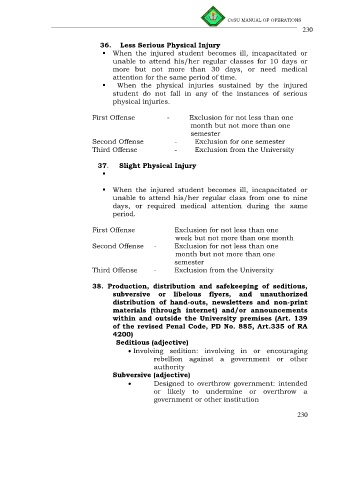 CvSU MANUAL OF OPERATIONS
230
36. Less Serious Physical Injury
▪ When the injured student becomes ill, incapacitated or
unable to attend his/her regular classes for 10 days or
more but not more than 30 days, or need medical
attention for the same period of time.
▪ When the physical injuries sustained by the injured
student do not fall in any of the instances of serious
physical injuries.
First Offense - Exclusion for not less than one
month but not more than one
semester
Second Offense - Exclusion for one semester
Third Offense - Exclusion from the University
37. Slight Physical Injury
▪
▪ When the injured student becomes ill, incapacitated or
unable to attend his/her regular class from one to nine
days, or required medical attention during the same
period.
First Offense Exclusion for not less than one
week but not more than one month
Second Offense - Exclusion for not less than one
month but not more than one
semester
Third Offense - Exclusion from the University
38. Production, distribution and safekeeping of seditious,
subversive or libelous flyers, and unauthorized
distribution of hand-outs, newsletters and non-print
materials (through internet) and/or announcements
within and outside the University premises (Art. 139
of the revised Penal Code, PD No. 885, Art.335 of RA
4200)
Seditious (adjective)
• Involving sedition: involving in or encouraging
rebellion against a government or other
authority
Subversive (adjective)
• Designed to overthrow government: intended
or likely to undermine or overthrow a
government or other institution
230